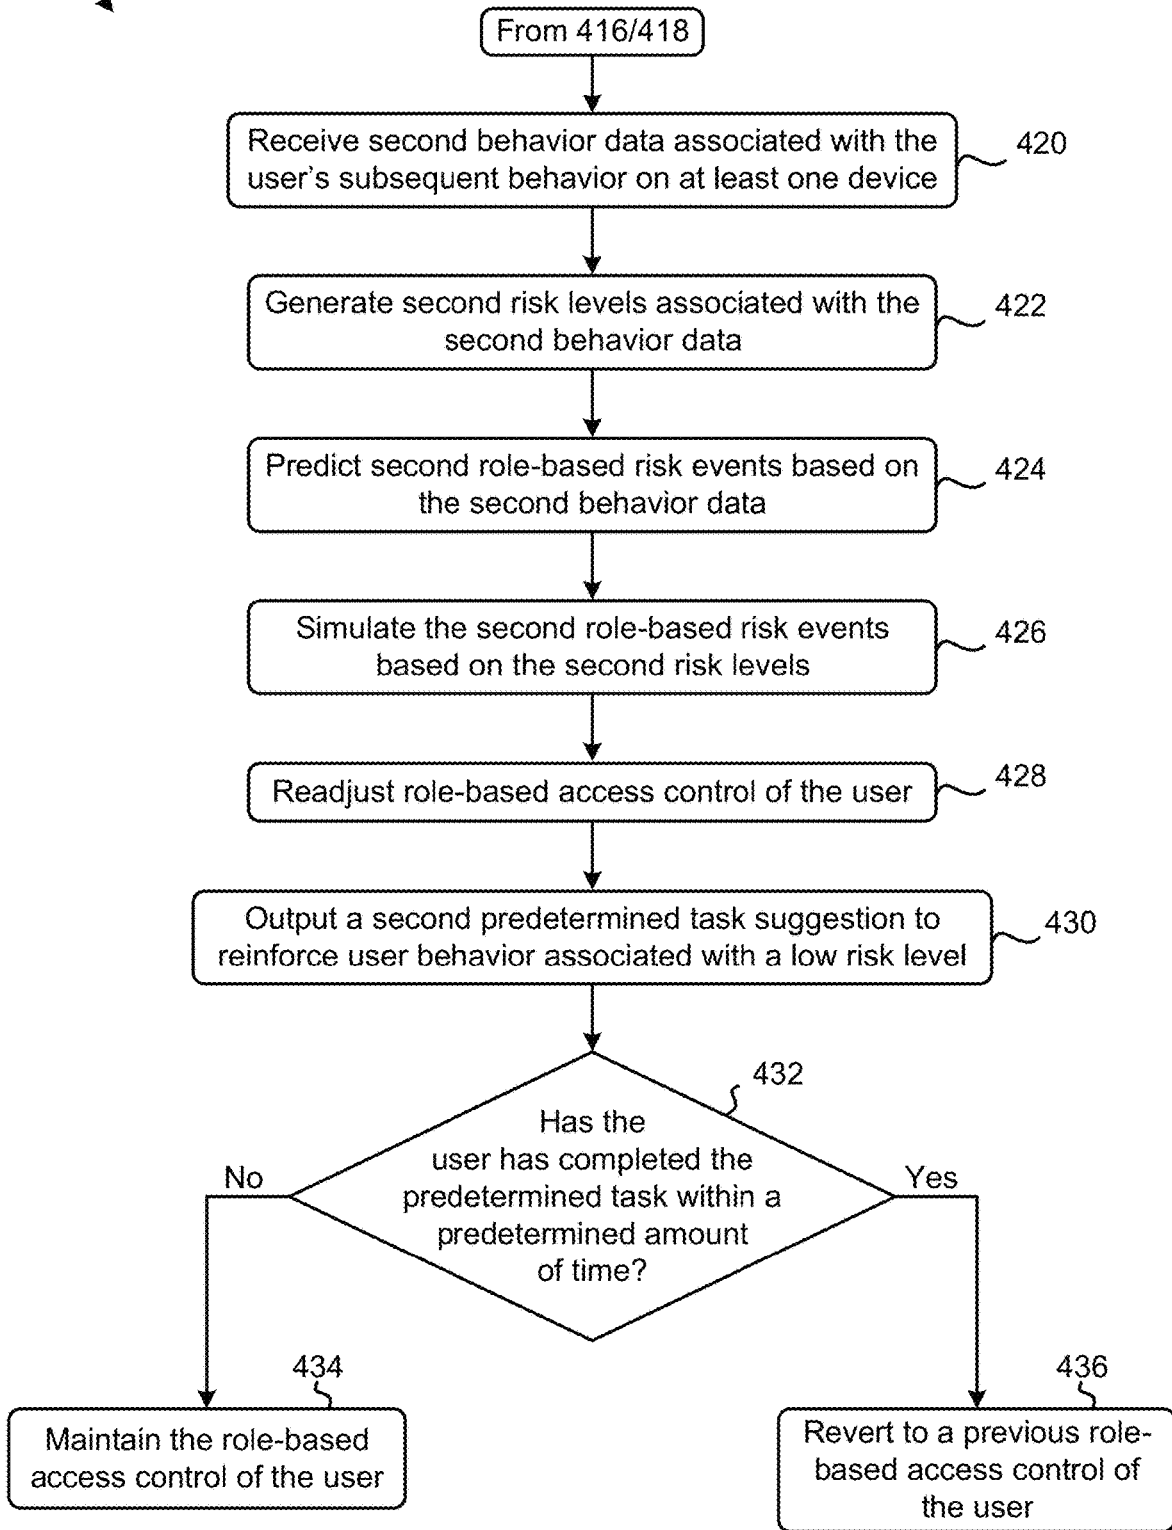 From 416/418
Receive second behavior data associated with the
user's subsequent behavior on at least one device
420
Generate second risk levels associated with the
second behavior data
422
Predict second role-based risk events based on
the second behavior data
424
Simulate the second role-based risk events
based on the second risk levels
426
Readjust role-based access control of the user
428
Output a second predetermined task suggestion to
reinforce user behavior associated with a low risk level
430
432
Has the
user has completed the
predetermined task within a
predetermined amount
of time?
No
Yes
434
Maintain the role-based
access control of the user
436
Revert to a previous role-
based access control of
the user